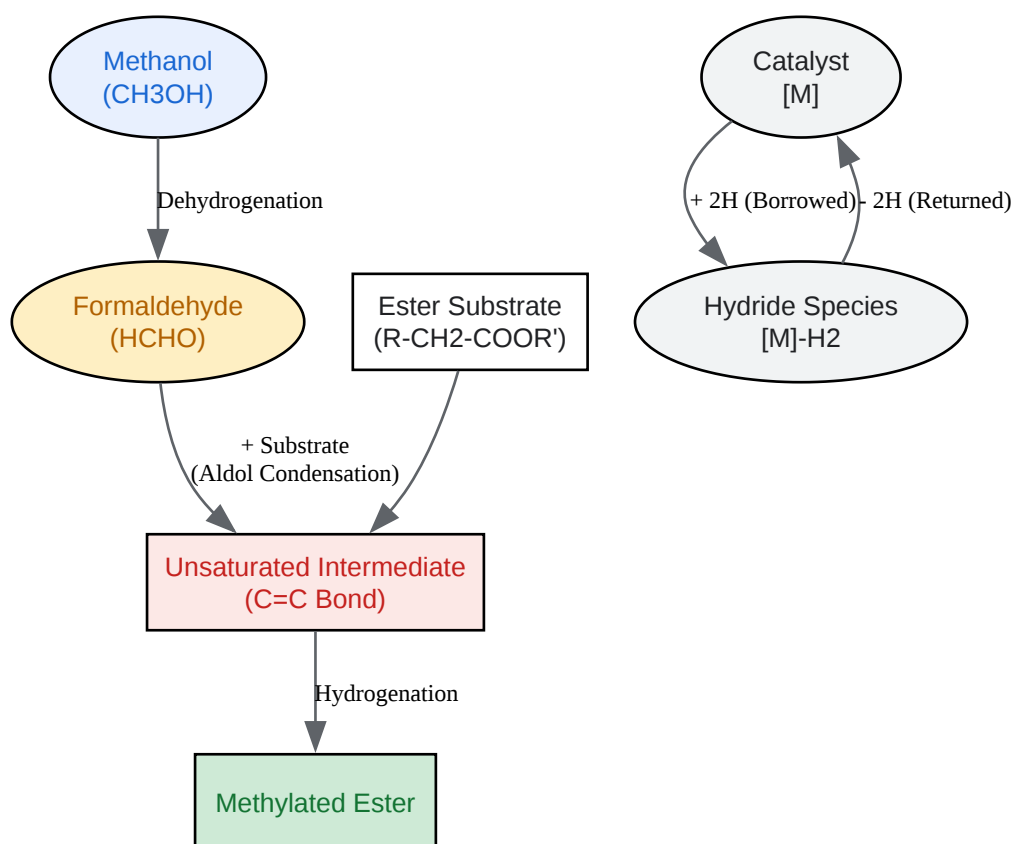 Methanol
(CH3OH)
Catalyst
[M]
Dehydrogenation
+ 2H (Borrowed)
- 2H (Returned)
Formaldehyde
(HCHO)
Ester Substrate
(R-CH2-COOR')
Hydride Species
[M]-H2
+ Substrate
(Aldol Condensation)
Unsaturated Intermediate
(C=C Bond)
Hydrogenation
Methylated Ester